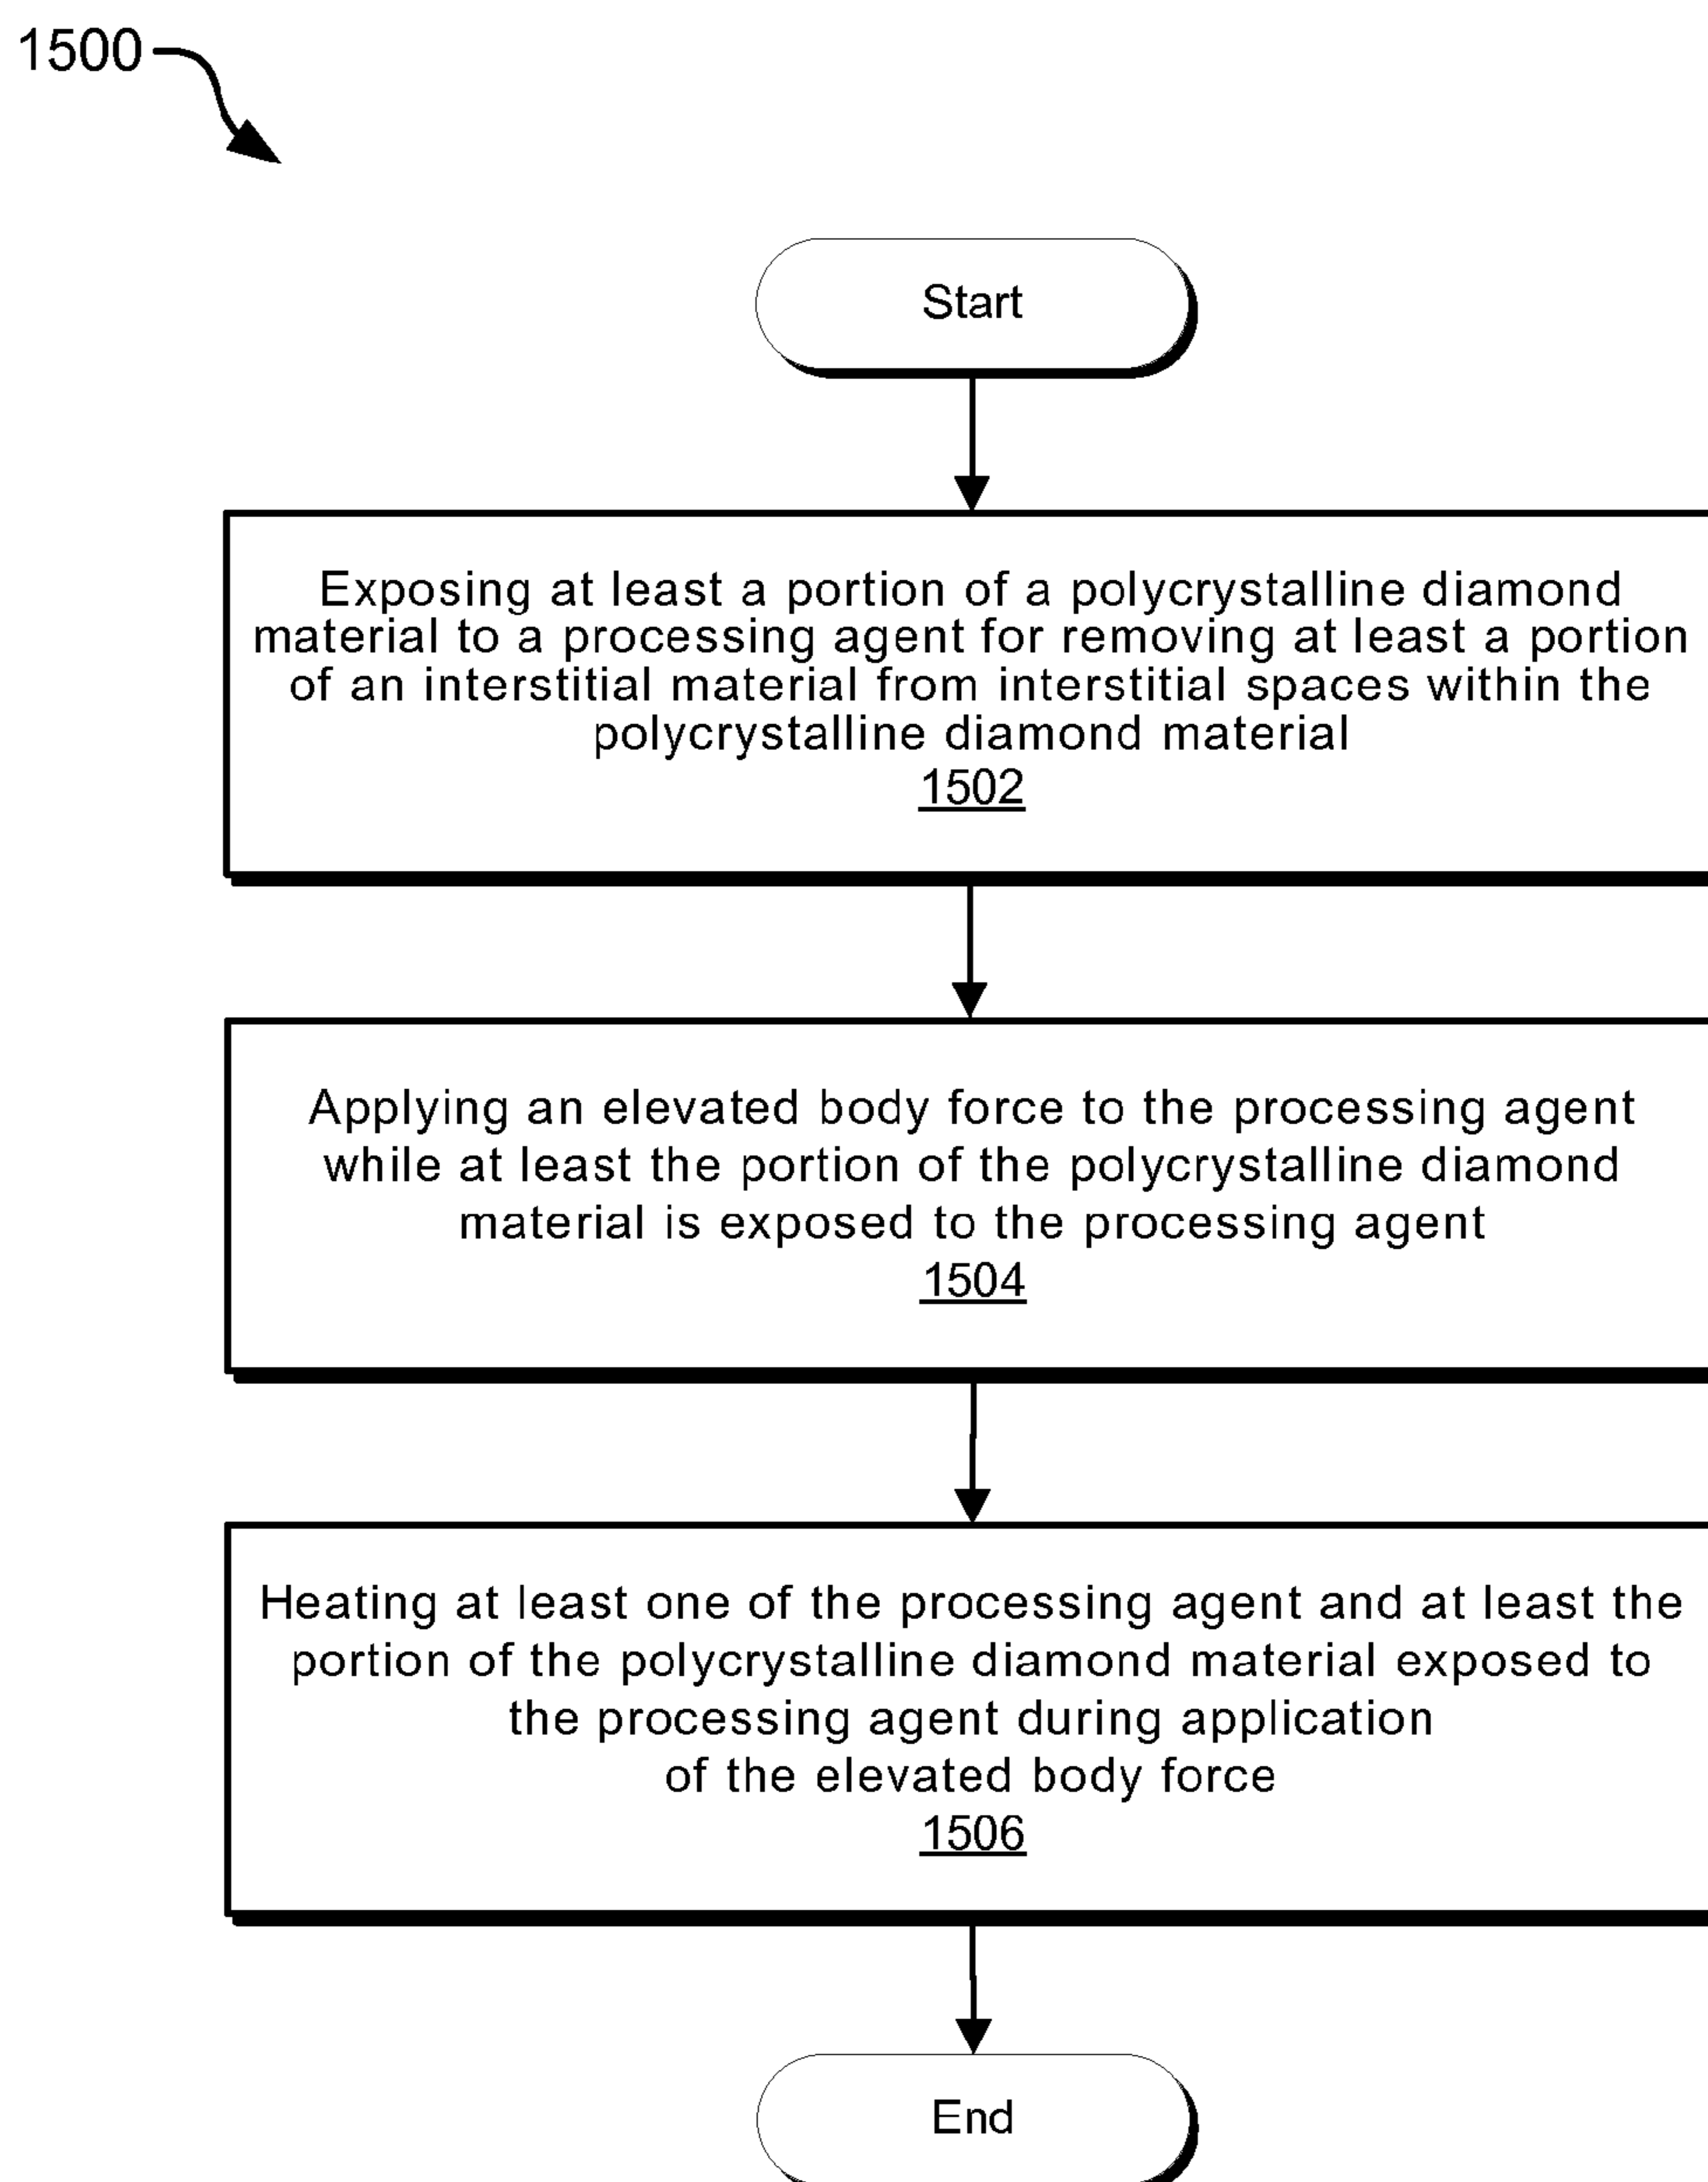 1500
Start
Exposing at least a portion of a polycrystalline diamond
material to a processing agent for removing at least a portion
of an interstitial material from interstitial spaces within the
polycrystalline diamond material
1502
Applying an elevated body force to the processing agent
while at least the portion of the polycrystalline diamond
material is exposed to the processing agent
1504
Heating at least one of the processing agent and at least the
portion of the polycrystalline diamond material exposed to
the processing agent during application
of the elevated body force
1506
End